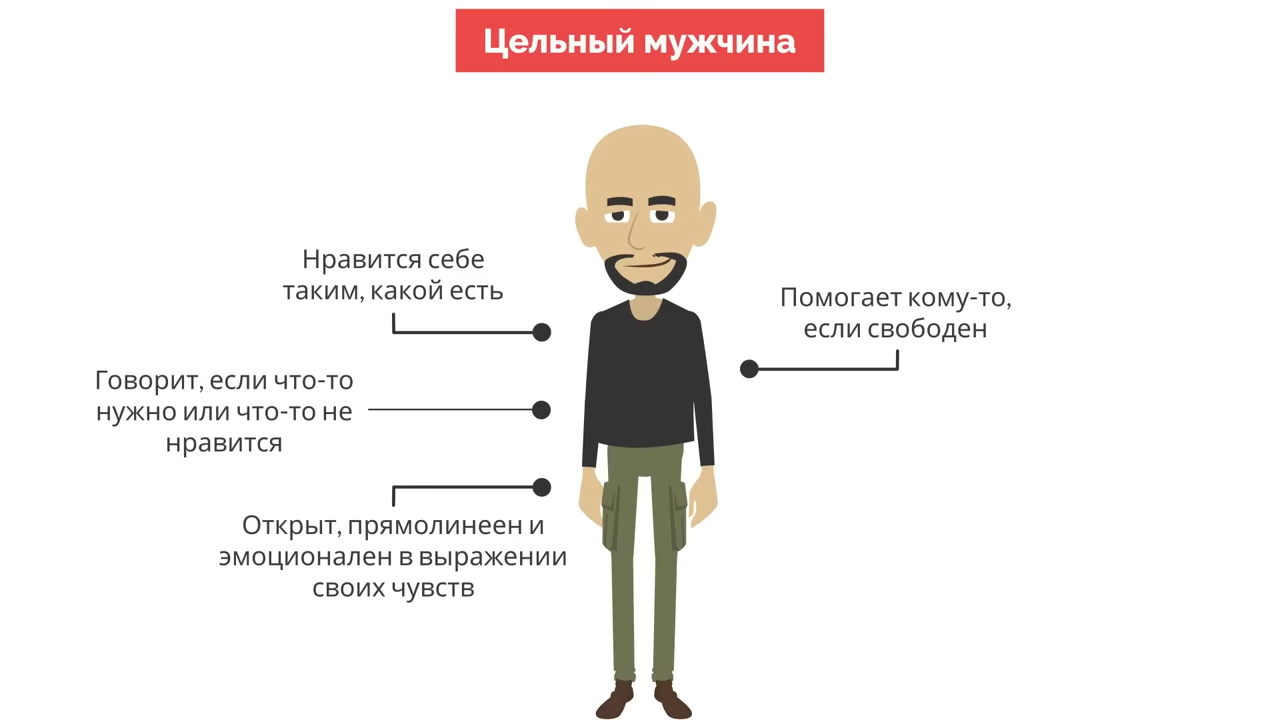 Цельный мужчина
Нравится себе
таким, какой есть
Говорит, если что-то
нужно или что-то не
нравится
Открыт, прямолинеен и
эмоционален в выражении
своих чувств
Помогает кому-то,
если свободен